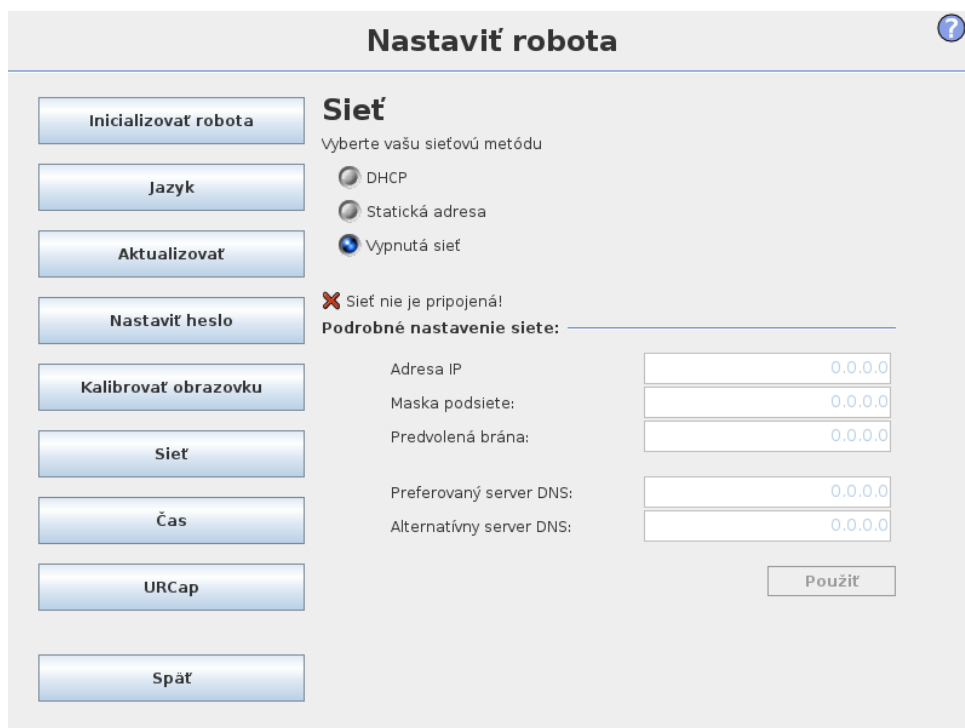 Nastaviť robota
?
Inicializovať robota
Jazyk
Aktualizovať
Nastaviť heslo
Kalibrovať obrazovku
Sieť
Čas
URCap
Späť
Sieť
Vyberte vašu sieťovú metódu
DHCP
Statická adresa
Vypnutá sieť
Sieť nie je pripojená!
Podrobné nastavenie siete:
Adresa IP 0.0.0.0
Maska podsiete: 0.0.0.0
Predvolená brána: 0.0.0.0
Preferovaný server DNS: 0.0.0.0
Alternatívny server DNS: 0.0.0.0
Použiť